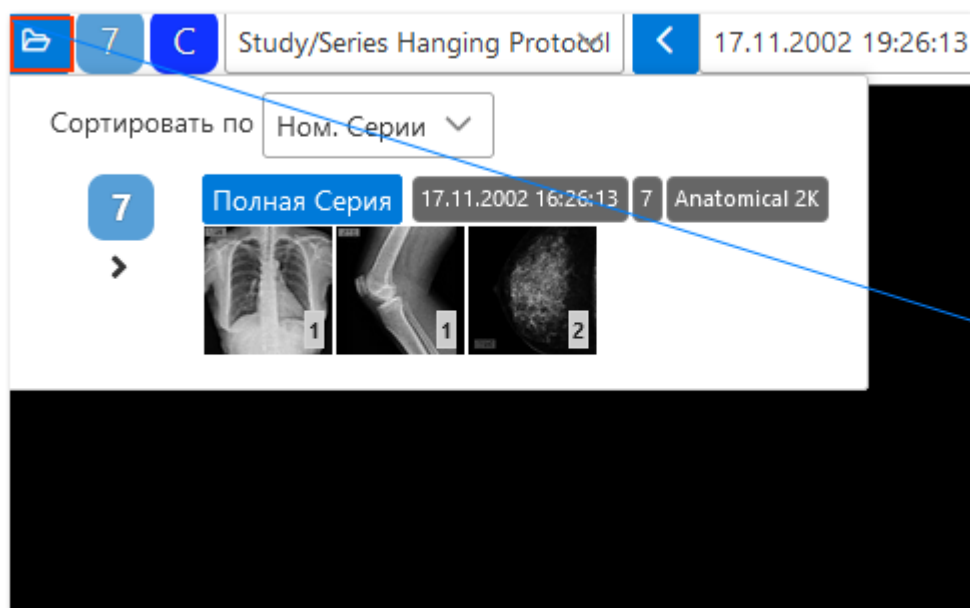 7 C Study/Series Hanging Protocol 17.11.2002 19:26:13
Сортировать по Ном. Серии
7 Полная Серия 17.11.2002 16:26:13 7 Anatomical 2K
1 1 2